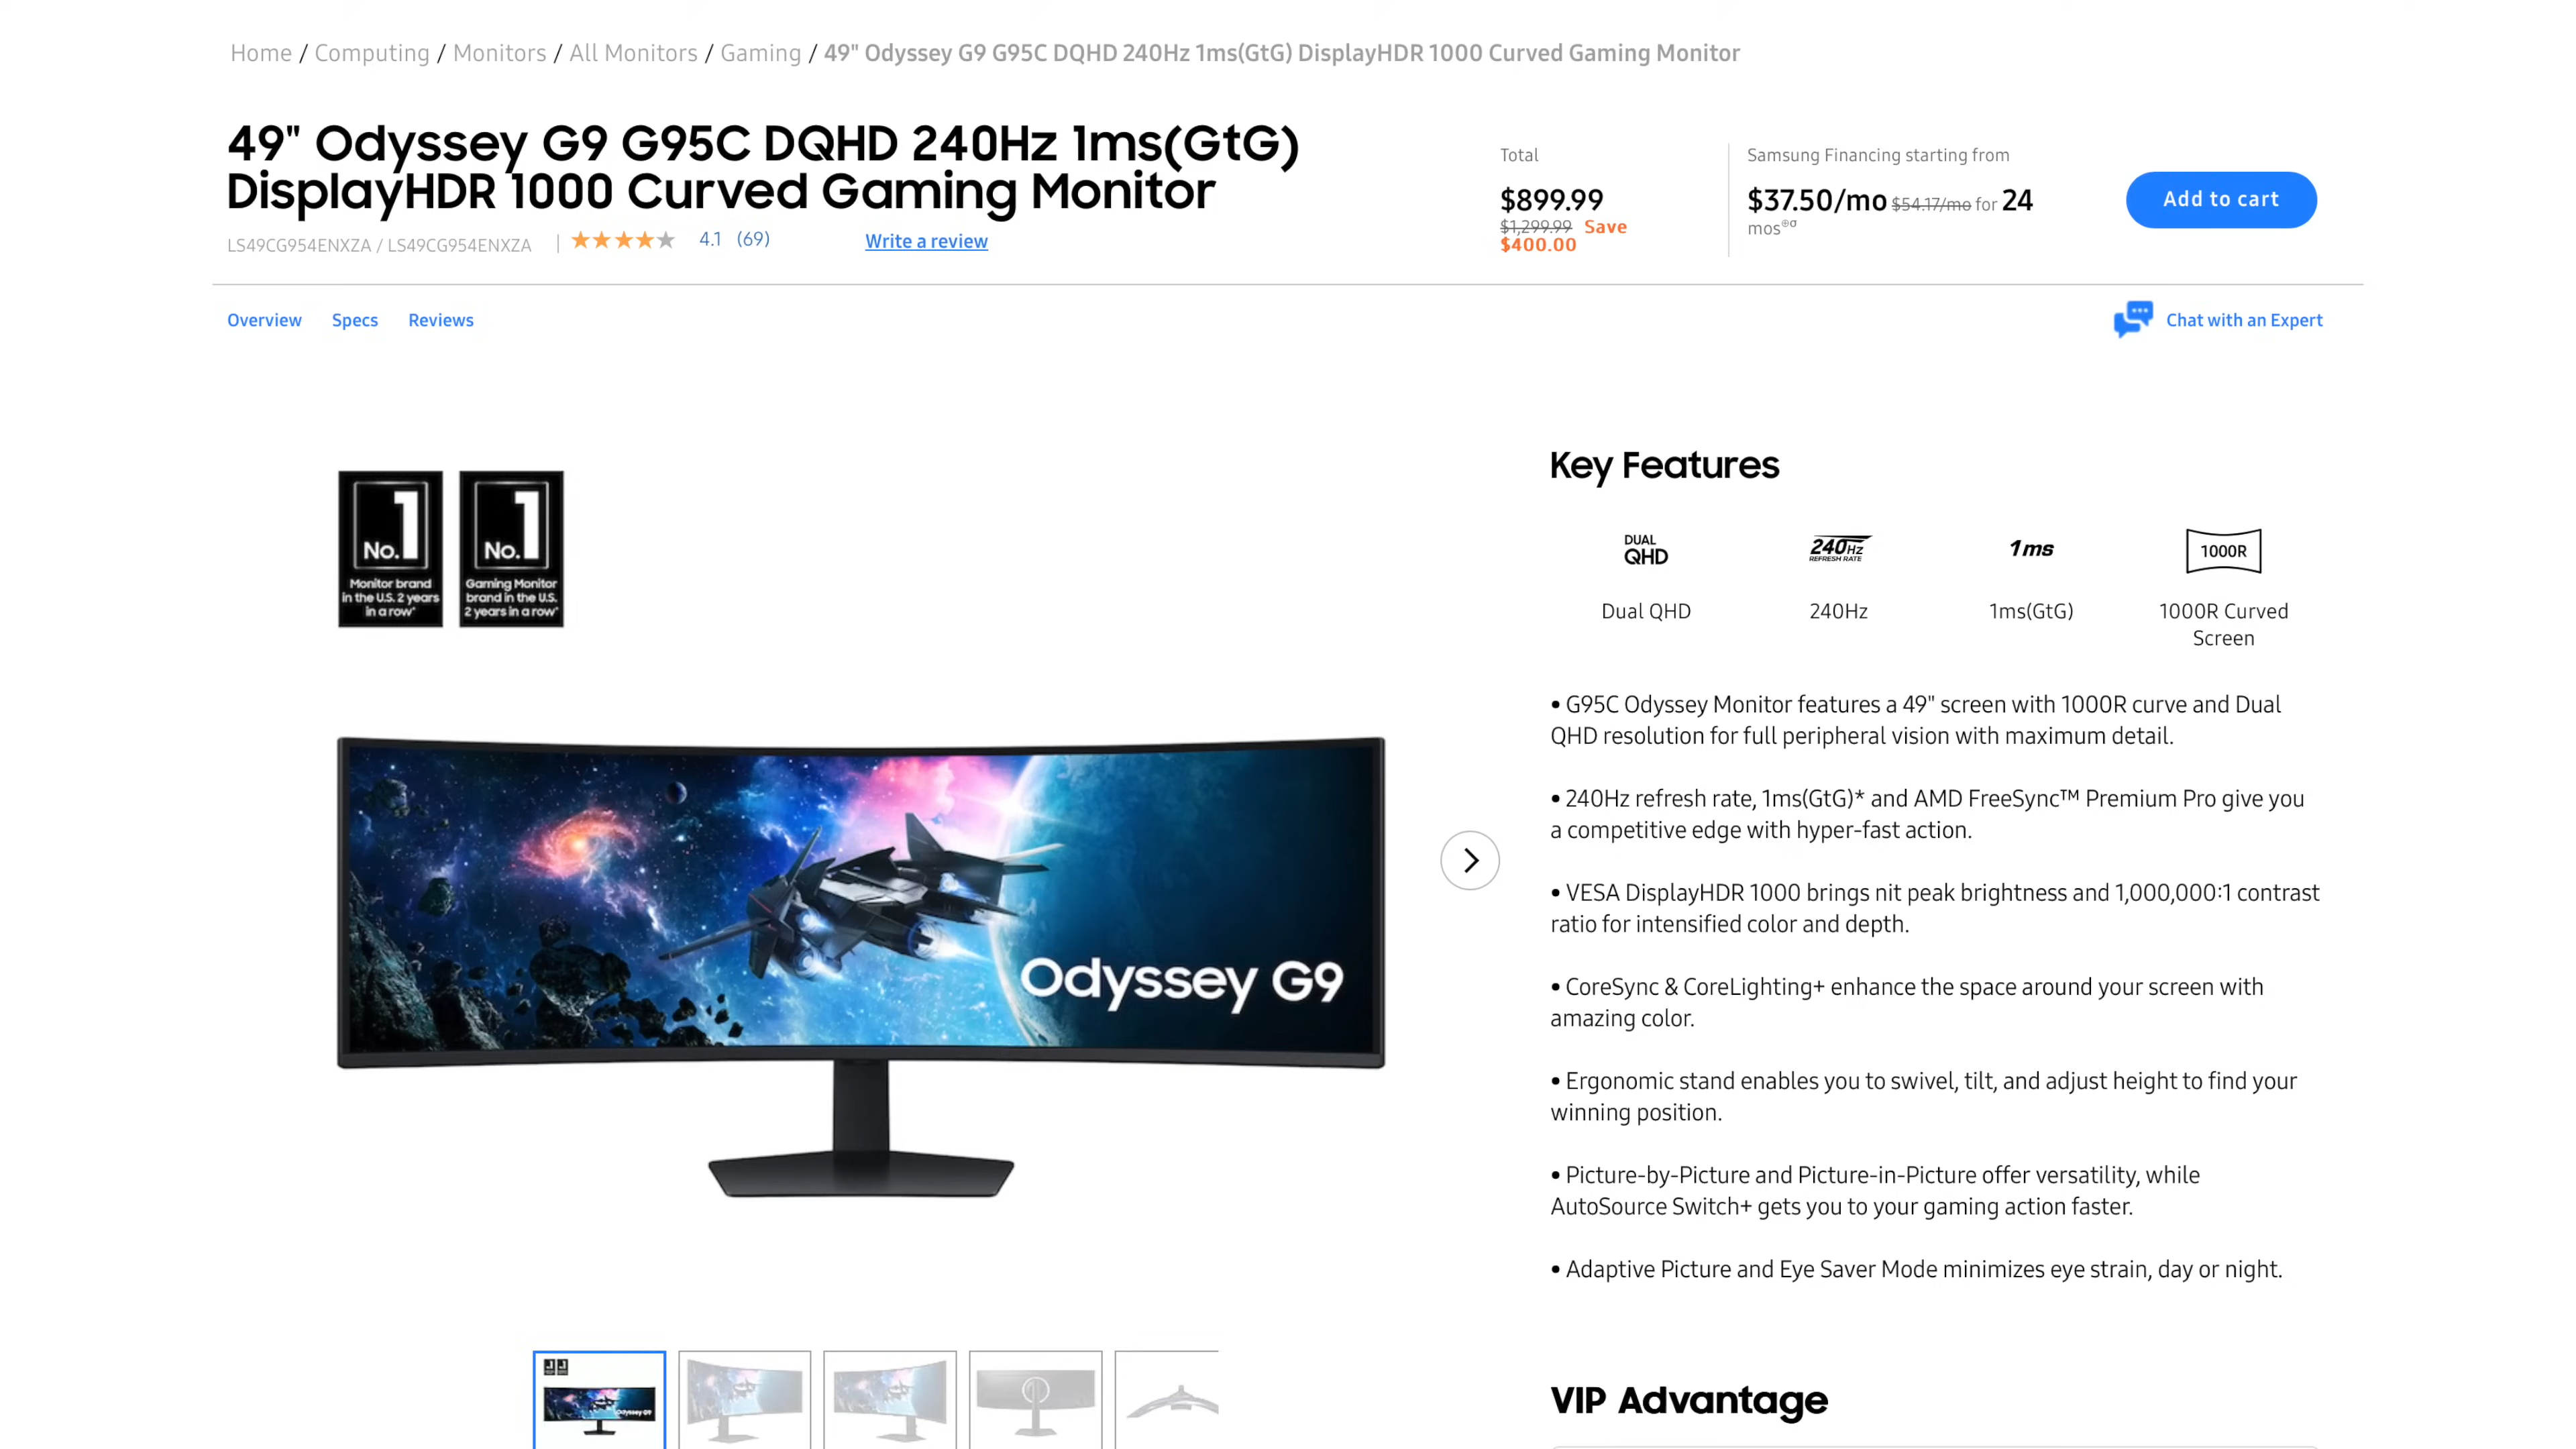 Home / Computing / Monitors / All Monitors / Gaming / 49" Odyssey G9 G95C DQHD 240Hz 1ms(GtG) DisplayHDR 1000 Curved Gaming Monitor
49" Odyssey G9 G95C DQHD 240Hz 1ms(GtG)
DisplayHDR 1000 Curved Gaming Monitor
LS49CG954ENXZA / LS49CG954ENXZA | 4.1 (69) Write a review
Total
$899.99
$1,299.99 Save
$400.00
Samsung Financing starting from
$37.50/mo $54.17/mo for 24
mos⊕σ
Add to cart
Overview Specs Reviews
Chat with an Expert
No.1
Monitor brand
in the U.S. 2 years
in a row*
No.1
Gaming Monitor
brand in the U.S.
2 years in a row*
Odyssey G9
Key Features
DUAL
QHD
240Hz
REFRESH RATE
1ms
1000R
Dual QHD
240Hz
1ms(GtG)
1000R Curved
Screen
• G95C Odyssey Monitor features a 49" screen with 1000R curve and Dual
QHD resolution for full peripheral vision with maximum detail.
• 240Hz refresh rate, 1ms(GtG)* and AMD FreeSync™ Premium Pro give you
a competitive edge with hyper-fast action.
• VESA DisplayHDR 1000 brings nit peak brightness and 1,000,000:1 contrast
ratio for intensified color and depth.
• CoreSync & CoreLighting+ enhance the space around your screen with
amazing color.
• Ergonomic stand enables you to swivel, tilt, and adjust height to find your
winning position.
• Picture-by-Picture and Picture-in-Picture offer versatility, while
AutoSource Switch+ gets you to your gaming action faster.
• Adaptive Picture and Eye Saver Mode minimizes eye strain, day or night.
Odyssey G9
VIP Advantage